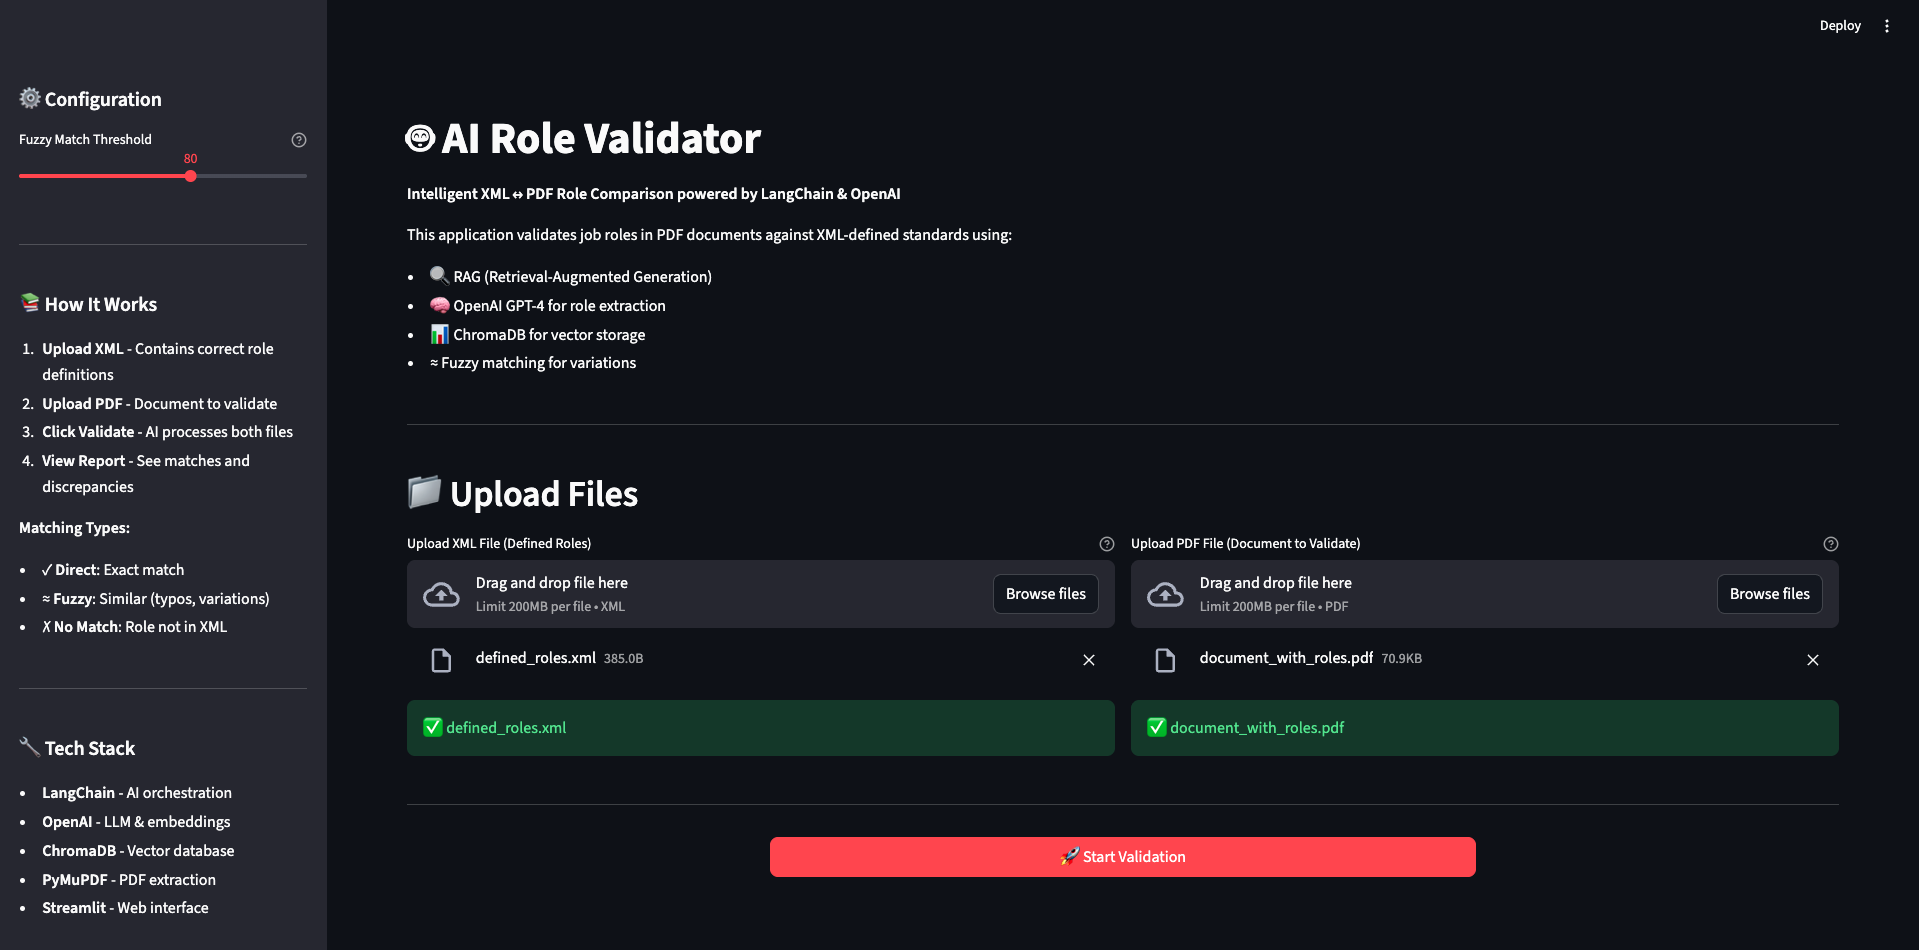 Deploy
⚙️ Configuration
Fuzzy Match Threshold
80
📚 How It Works
1. Upload XML - Contains correct role
definitions
2. Upload PDF - Document to validate
3. Click Validate - AI processes both files
4. View Report - See matches and
discrepancies
Matching Types:
• ✓ Direct: Exact match
• ≈ Fuzzy: Similar (typos, variations)
• ✗ No Match: Role not in XML
🔧 Tech Stack
• LangChain - AI orchestration
• OpenAI - LLM & embeddings
• ChromaDB - Vector database
• PyMuPDF - PDF extraction
• Streamlit - Web interface
AI Role Validator
Intelligent XML ↔ PDF Role Comparison powered by LangChain & OpenAI
This application validates job roles in PDF documents against XML-defined standards using:
• 🔍 RAG (Retrieval-Augmented Generation)
• 🧠 OpenAI GPT-4 for role extraction
• 📊 ChromaDB for vector storage
• ≈ Fuzzy matching for variations
📁 Upload Files
Upload XML File (Defined Roles)
Drag and drop file here
Limit 200MB per file • XML
Browse files
defined_roles.xml 385.0B
✅ defined_roles.xml
Upload PDF File (Document to Validate)
Drag and drop file here
Limit 200MB per file • PDF
Browse files
document_with_roles.pdf 70.9KB
✅ document_with_roles.pdf
🚀 Start Validation